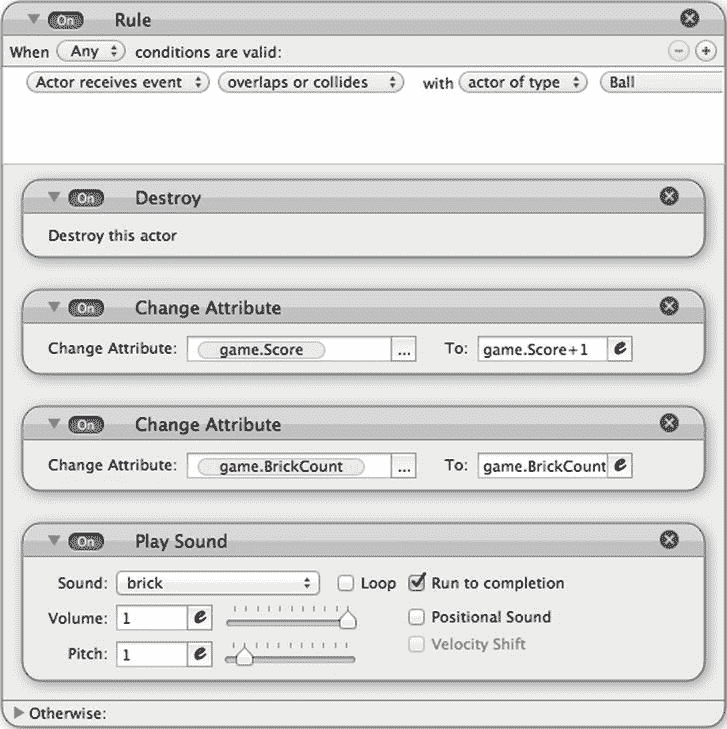 On Rule
When Any conditions are valid:
Actor receives event overlaps or collides with actor of type Ball
On Destroy
Destroy this actor
On Change Attribute
Change Attribute: game.Score ... To: game.Score+1 e
On Change Attribute
Change Attribute: game.BrickCount ... To: game.BrickCount e
On Play Sound
Sound: brick Loop Run to completion
Volume: 1 e Positional Sound
Pitch: 1 e Velocity Shift
Otherwise: